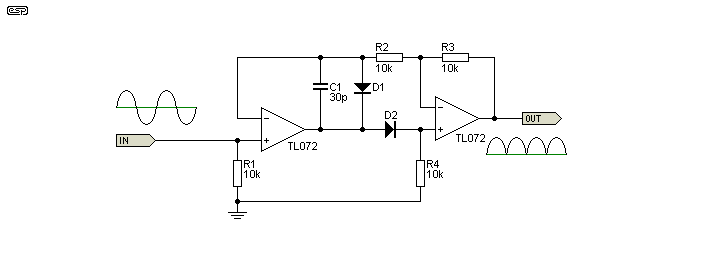 esp
R2
10k
R3
10k
C1
30p
D1
D2
IN
TL072
TL072
OUT
R1
10k
R4
10k